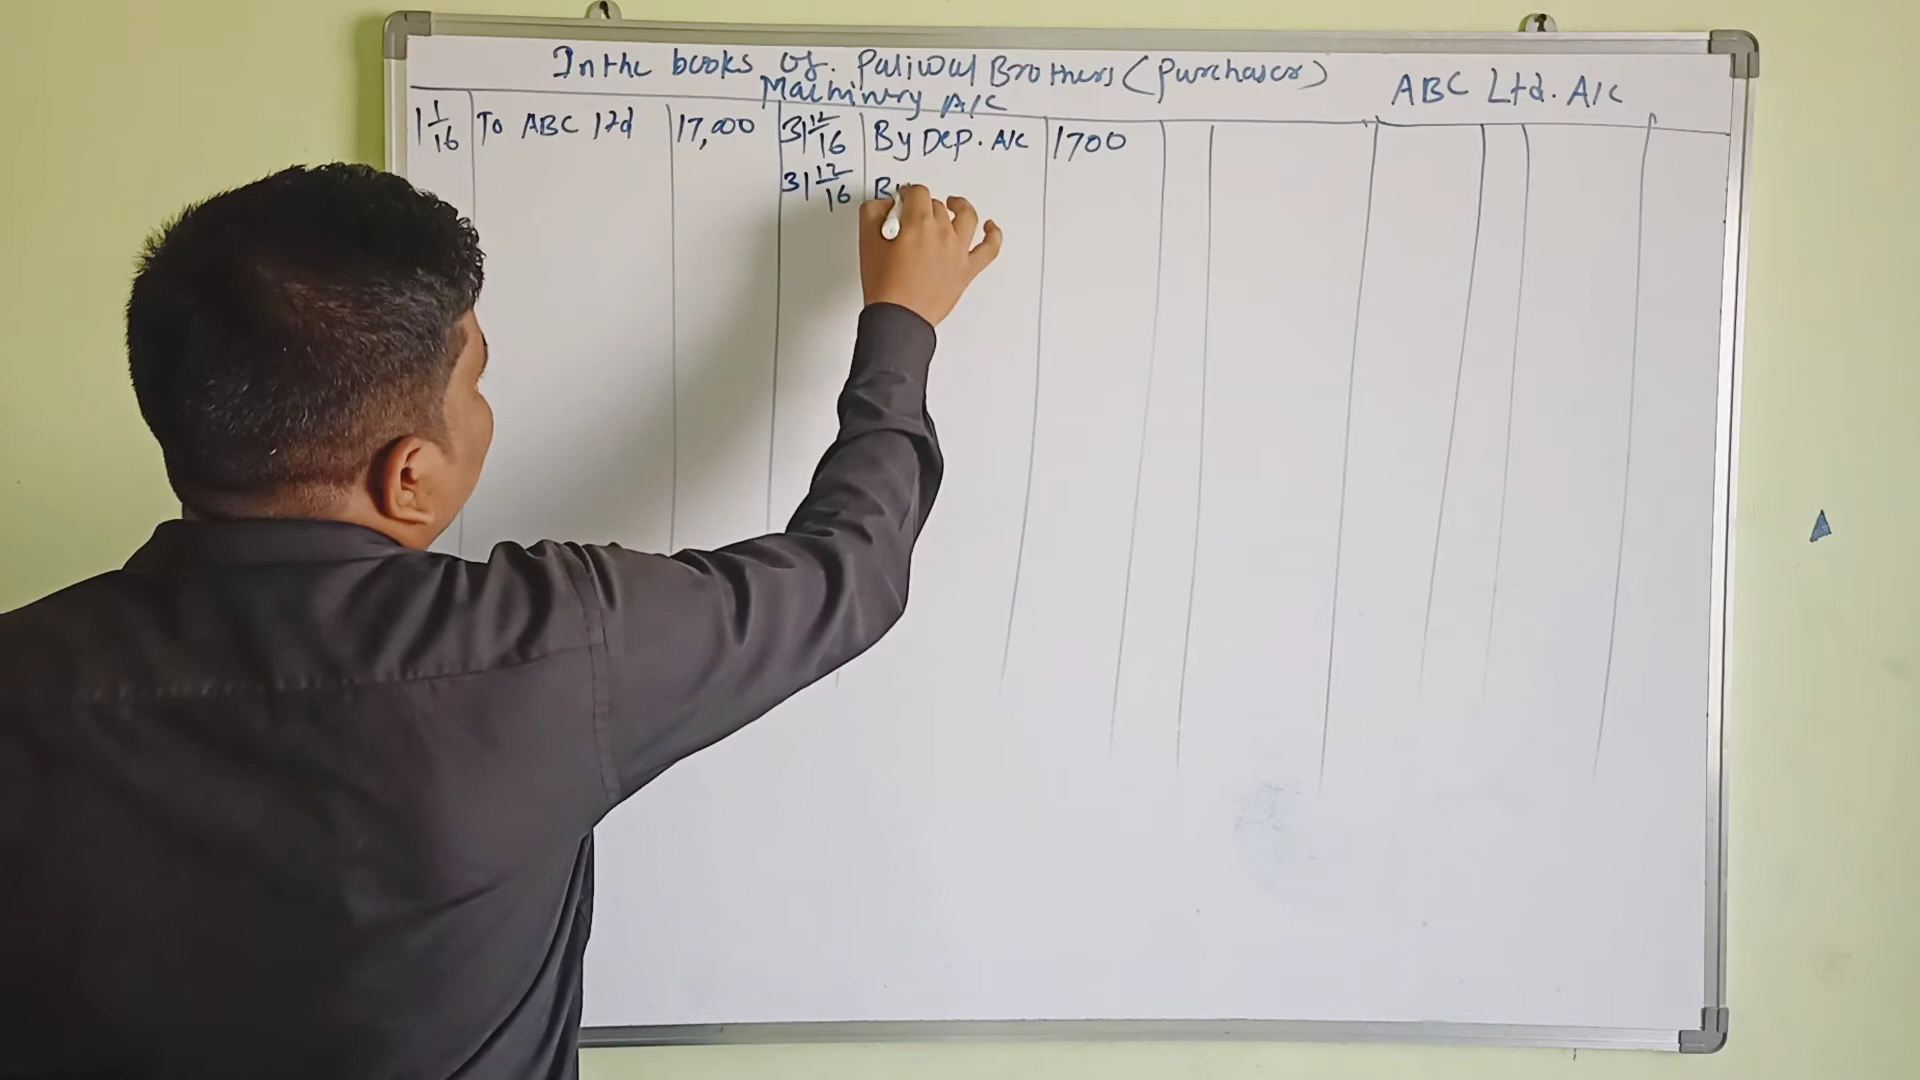 In the books of. Paliwal Brothers (Purchaser)
Machinery A/C
ABC Ltd. A/C
1 1/16 To ABC ltd 17,000 31 12/16 By Dep. A/C 1700
31 12/16 By